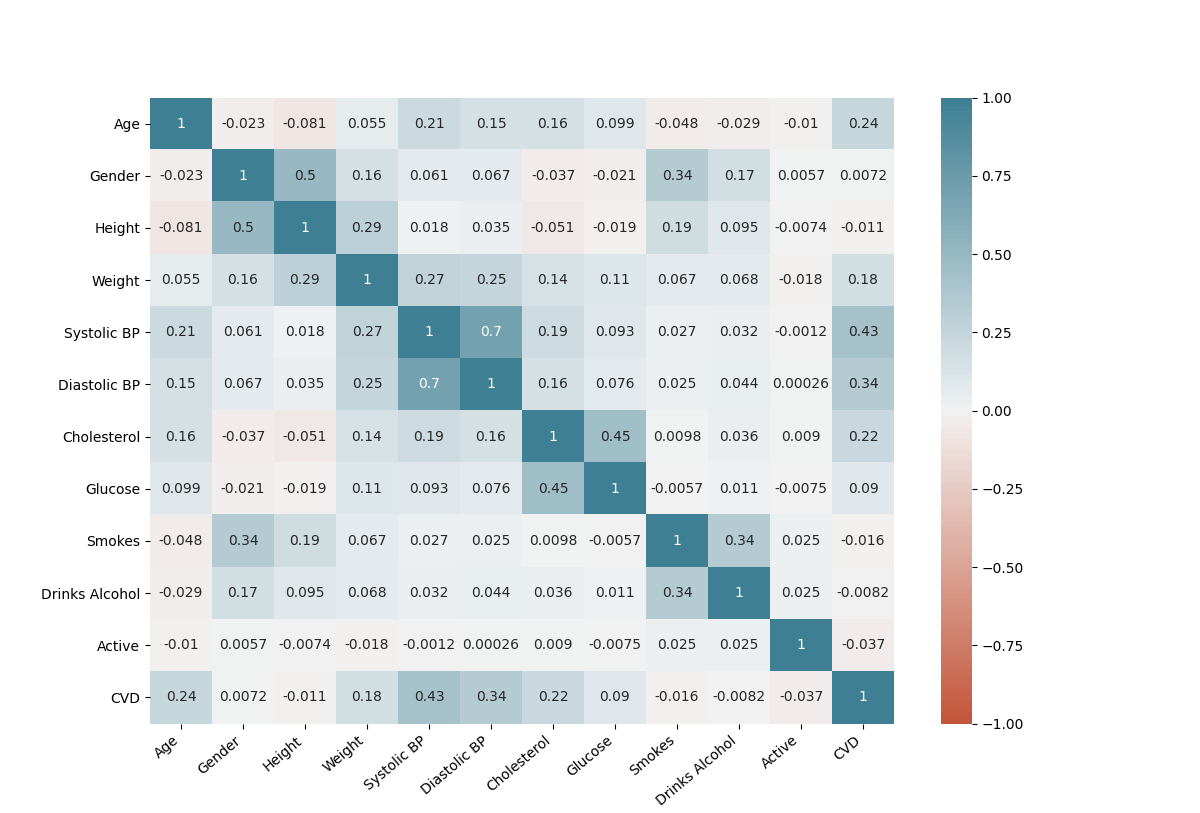 1.00
Age 1 -0.023 -0.081 0.055 0.21 0.15 0.16 0.099 -0.048 -0.029 -0.01 0.24
Gender -0.023 1 0.5 0.16 0.061 0.067 -0.037 -0.021 0.34 0.17 0.0057 0.0072
0.75
Height -0.081 0.5 1 0.29 0.018 0.035 -0.051 -0.019 0.19 0.095 -0.0074 -0.011
0.50
Weight 0.055 0.16 0.29 1 0.27 0.25 0.14 0.11 0.067 0.068 -0.018 0.18
Systolic BP 0.21 0.061 0.018 0.27 1 0.7 0.19 0.093 0.027 0.032 -0.0012 0.43
0.25
Diastolic BP 0.15 0.067 0.035 0.25 0.7 1 0.16 0.076 0.025 0.044 0.00026 0.34
0.00
Cholesterol 0.16 -0.037 -0.051 0.14 0.19 0.16 1 0.45 0.0098 0.036 0.009 0.22
Glucose 0.099 -0.021 -0.019 0.11 0.093 0.076 0.45 1 -0.0057 0.011 -0.0075 0.09
−0.25
Smokes -0.048 0.34 0.19 0.067 0.027 0.025 0.0098 -0.0057 1 0.34 0.025 -0.016
−0.50
Drinks Alcohol -0.029 0.17 0.095 0.068 0.032 0.044 0.036 0.011 0.34 1 0.025 -0.0082
Active -0.01 0.0057 -0.0074 -0.018 -0.0012 0.00026 0.009 -0.0075 0.025 0.025 1 -0.037
−0.75
CVD 0.24 0.0072 -0.011 0.18 0.43 0.34 0.22 0.09 -0.016 -0.0082 -0.037 1
−1.00
Age Gender Height Weight Systolic BP Diastolic BP Cholesterol Glucose Smokes Drinks Alcohol Active CVD